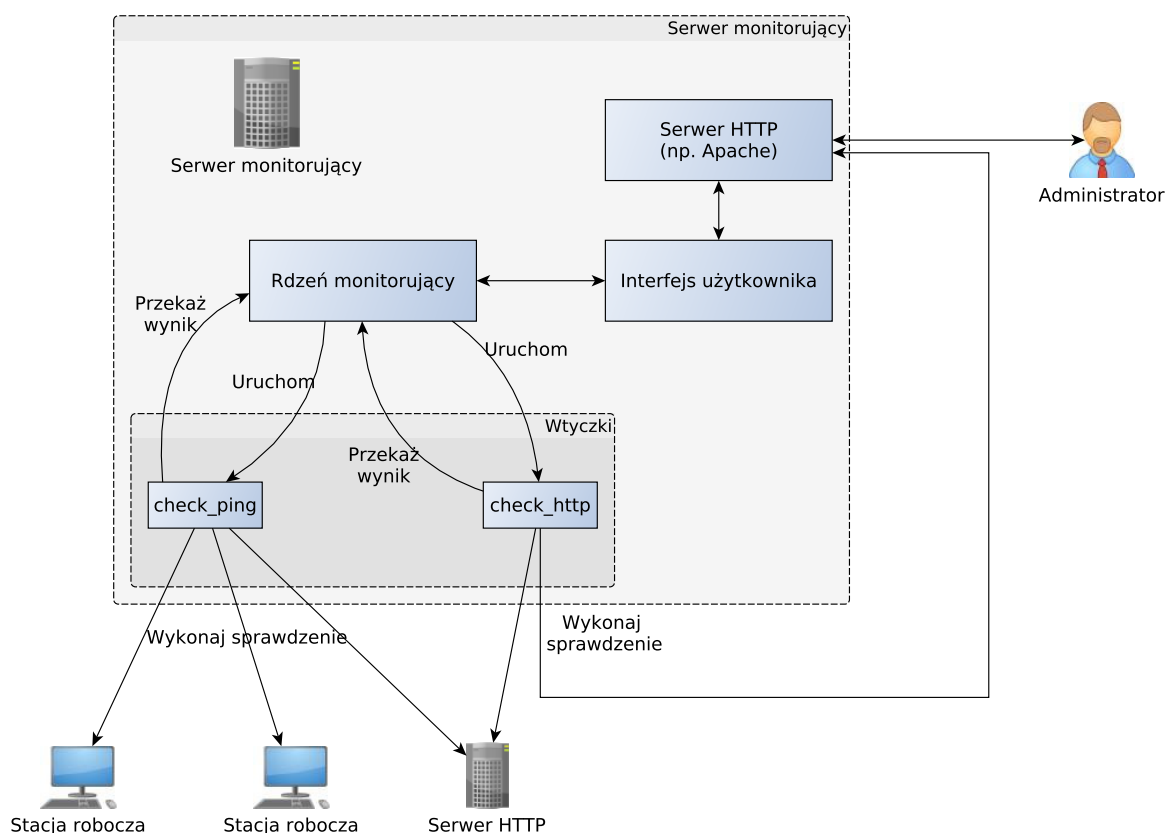 Serwer monitorujący
Serwer monitorujący
Serwer HTTP
(np. Apache)
Administrator
Rdzeń monitorujący
Interfejs użytkownika
Przekaż
wynik
Uruchom
Uruchom
Wtyczki
Przekaż
wynik
check_ping
check_http
Wykonaj sprawdzenie
Wykonaj
sprawdzenie
Stacja robocza
Stacja robocza
Serwer HTTP